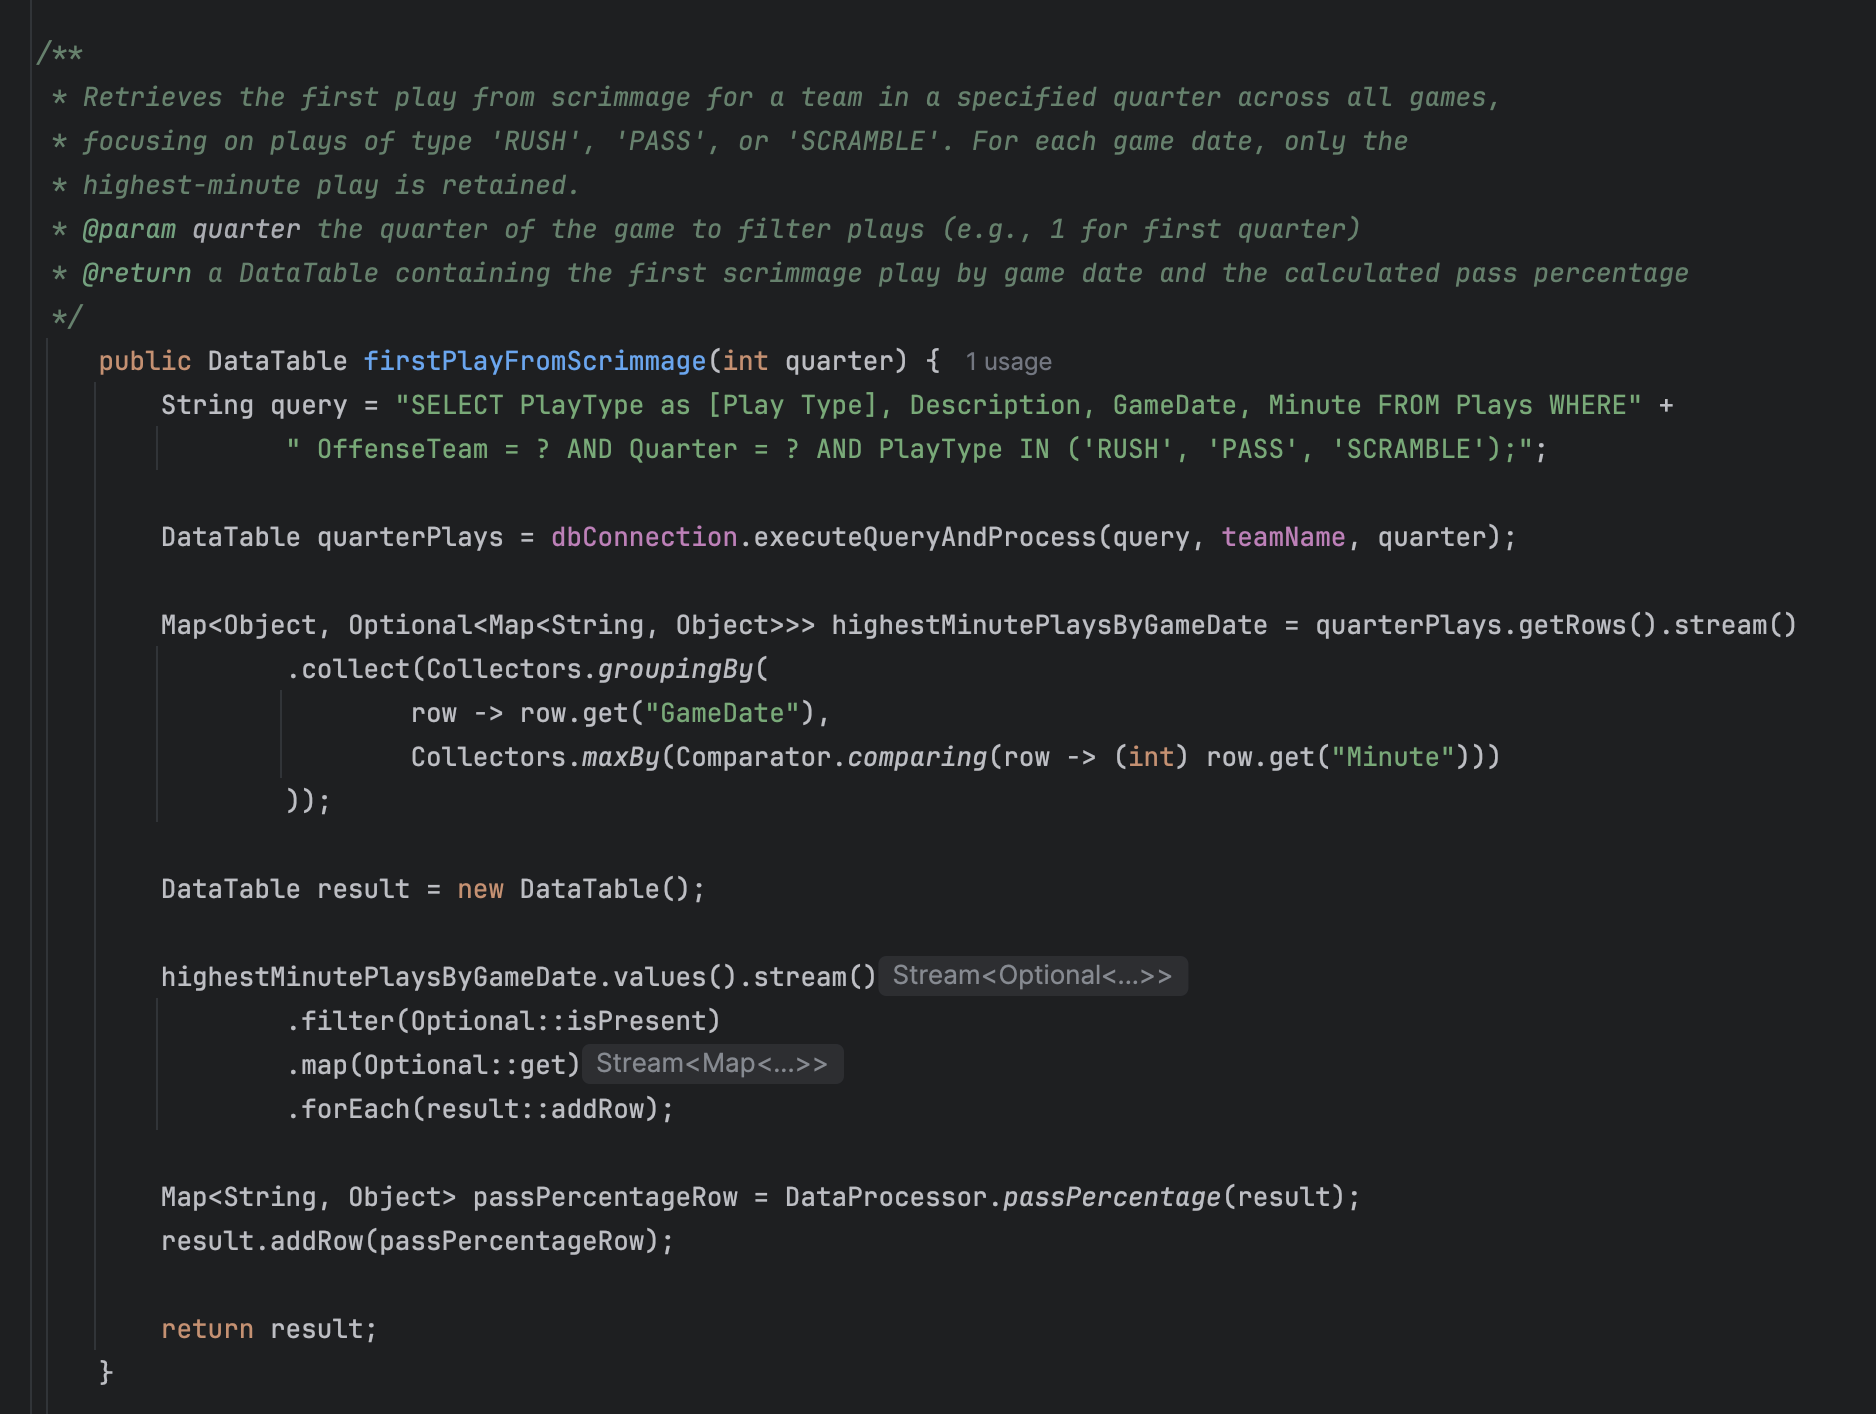 /**
* Retrieves the first play from scrimmage for a team in a specified quarter across all games,
* focusing on plays of type 'RUSH', 'PASS', or 'SCRAMBLE'. For each game date, only the
* highest-minute play is retained.
* @param quarter the quarter of the game to filter plays (e.g., 1 for first quarter)
* @return a DataTable containing the first scrimmage play by game date and the calculated pass percentage
*/
public DataTable firstPlayFromScrimmage(int quarter) { 1 usage
String query = "SELECT PlayType as [Play Type], Description, GameDate, Minute FROM Plays WHERE" +
" OffenseTeam = ? AND Quarter = ? AND PlayType IN ('RUSH', 'PASS', 'SCRAMBLE');";
DataTable quarterPlays = dbConnection.executeQueryAndProcess(query, teamName, quarter);
Map<Object, Optional<Map<String, Object>>> highestMinutePlaysByGameDate = quarterPlays.getRows().stream()
.collect(Collectors.groupingBy(
row -> row.get("GameDate"),
Collectors.maxBy(Comparator.comparing(row -> (int) row.get("Minute")))
));
DataTable result = new DataTable();
highestMinutePlaysByGameDate.values().stream() Stream<Optional<...>>
.filter(Optional::isPresent)
.map(Optional::get) Stream<Map<...>>
.forEach(result::addRow);
Map<String, Object> passPercentageRow = DataProcessor.passPercentage(result);
result.addRow(passPercentageRow);
return result;
}